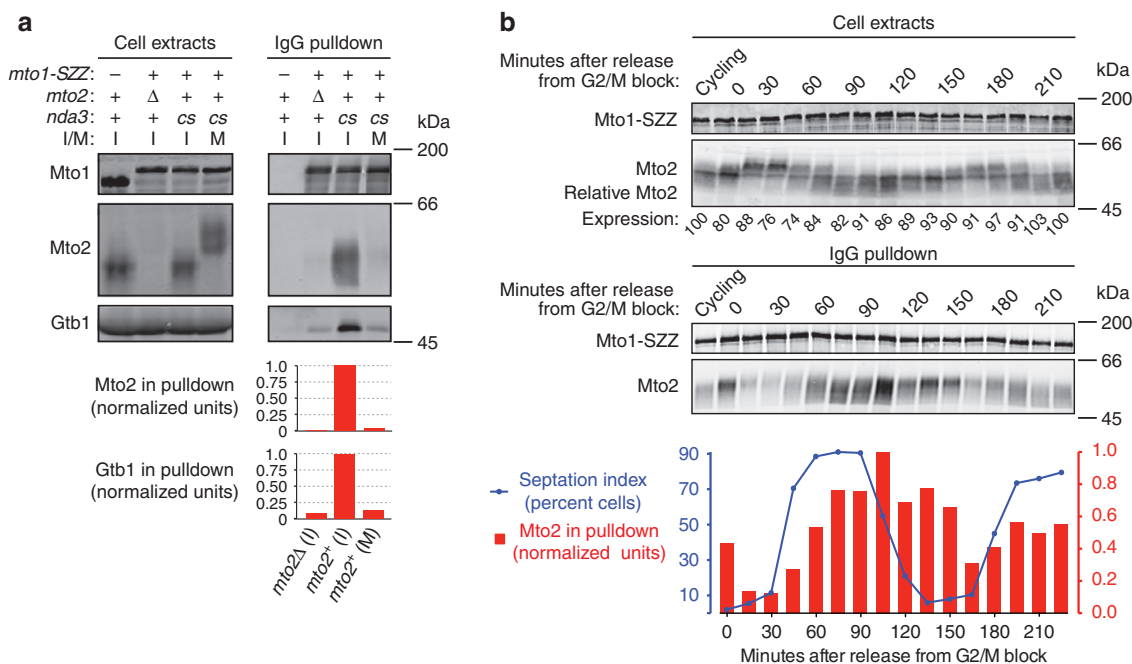 a
Cell extracts
IgG pulldown
mto1-SZZ: – + + + – + + +
mto2: + Δ + + + Δ + +
nda3: + + cs cs + + cs cs
I/M: I I I M I I I M
kDa
200
Mto1
66
Mto2
Gtb1
45
Mto2 in pulldown
(normalized units)
1.0
0.75
0.5
0.25
0
Gtb1 in pulldown
(normalized units)
1.0
0.75
0.5
0.25
0
mto2Δ (I)
mto2+ (I)
mto2+ (M)
b
Cell extracts
Minutes after release
from G2/M block:
Cycling 0 30 60 90 120 150 180 210
kDa
200
Mto1-SZZ
66
Mto2
Relative Mto2
45
Expression: 100 80 88 76 74 84 82 91 86 89 93 90 91 97 91 103 100
IgG pulldown
Minutes after release
from G2/M block:
Cycling 0 30 60 90 120 150 180 210
kDa
200
Mto1-SZZ
66
Mto2
45
Septation index
(percent cells)
Mto2 in pulldown
(normalized units)
90
70
50
30
10
1.0
0.8
0.6
0.4
0.2
0.0
0 30 60 90 120 150 180 210
Minutes after release from G2/M block